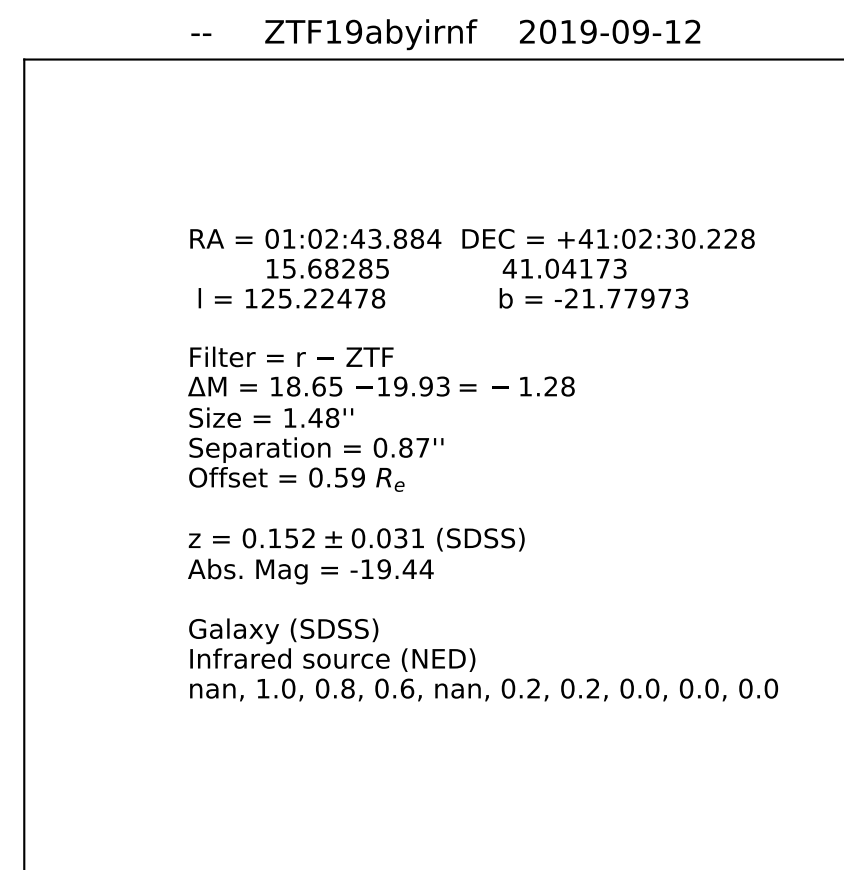 -- ZTF19abyirnf 2019-09-12
RA = 01:02:43.884 DEC = +41:02:30.228
15.68285 41.04173
l = 125.22478 b = -21.77973
Filter = r − ZTF
ΔM = 18.65 −19.93 = − 1.28
Size = 1.48''
Separation = 0.87''
Offset = 0.59 Re
z = 0.152 ± 0.031 (SDSS)
Abs. Mag = -19.44
Galaxy (SDSS)
Infrared source (NED)
nan, 1.0, 0.8, 0.6, nan, 0.2, 0.2, 0.0, 0.0, 0.0